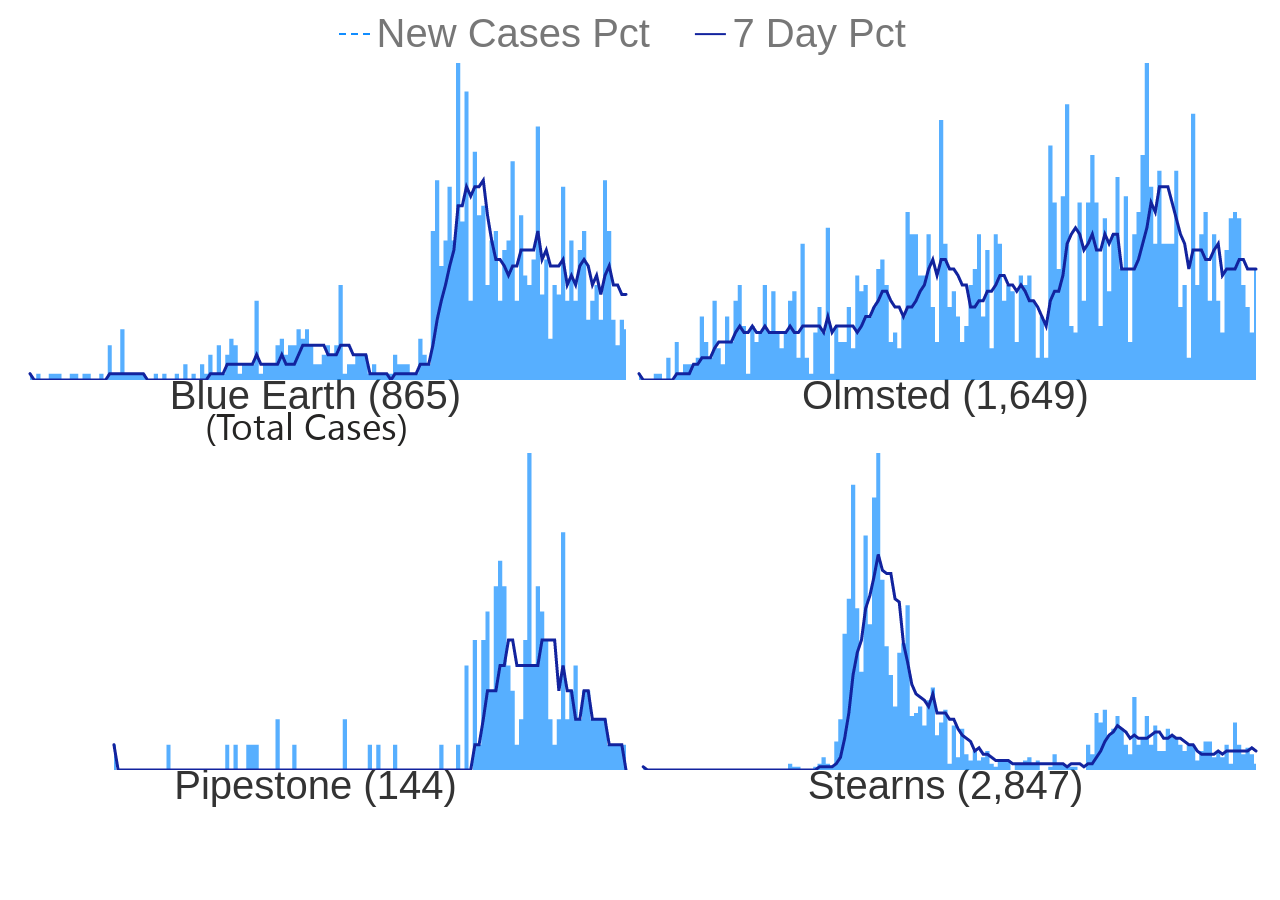 New Cases Pct 7 Day Pct
Blue Earth (865) Olmsted (1,649)
(Total Cases)
Pipestone (144) Stearns (2,847)